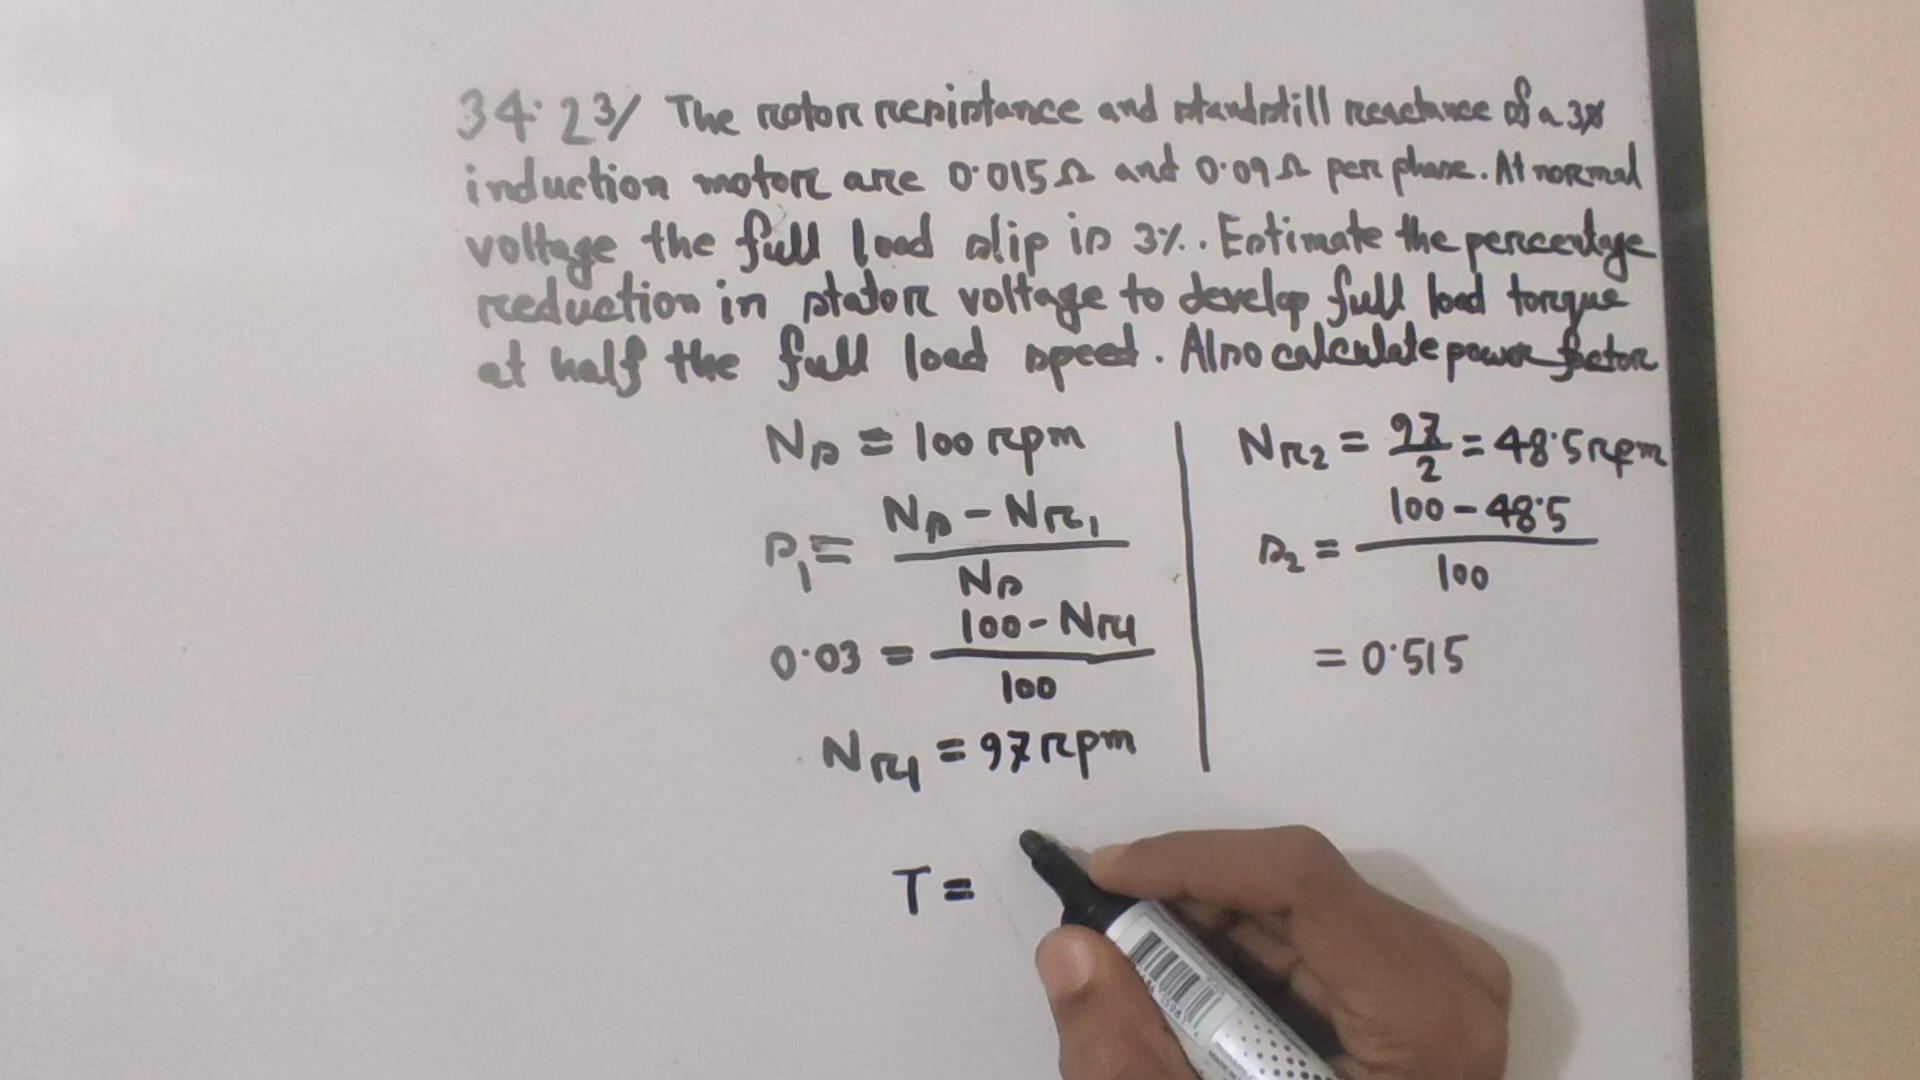 34.23/ The rotor resistance and standstill reactance of a 3ϕ
induction motor are 0.015Ω and 0.09Ω per phase. At normal
voltage the full load slip is 3%. Estimate the percentage
reduction in stator voltage to develop full load torque
at half the full load speed. Also calculate power factor
Ns = 100 rpm
s₁ = (Ns - Nr₁) / Ns
0.03 = (100 - Nr1) / 100
Nr1 = 97 rpm
Nr2 = 97/2 = 48.5 rpm
s₂ = (100 - 48.5) / 100
= 0.515
T =